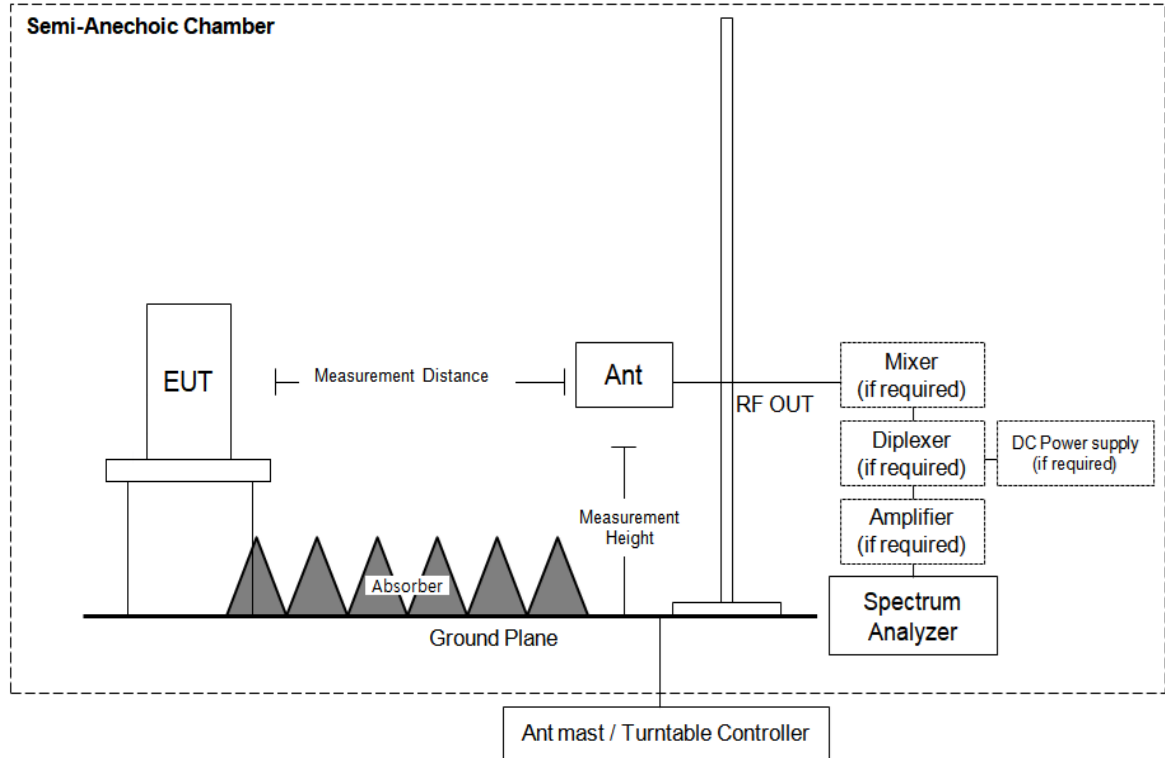 Semi-Anechoic Chamber
EUT
Measurement Distance
Ant
RF OUT
Mixer
(if required)
Diplexer
(if required)
DC Power supply
(if required)
Amplifier
(if required)
Spectrum
Analyzer
Measurement
Height
Absorber
Ground Plane
Ant mast / Turntable Controller